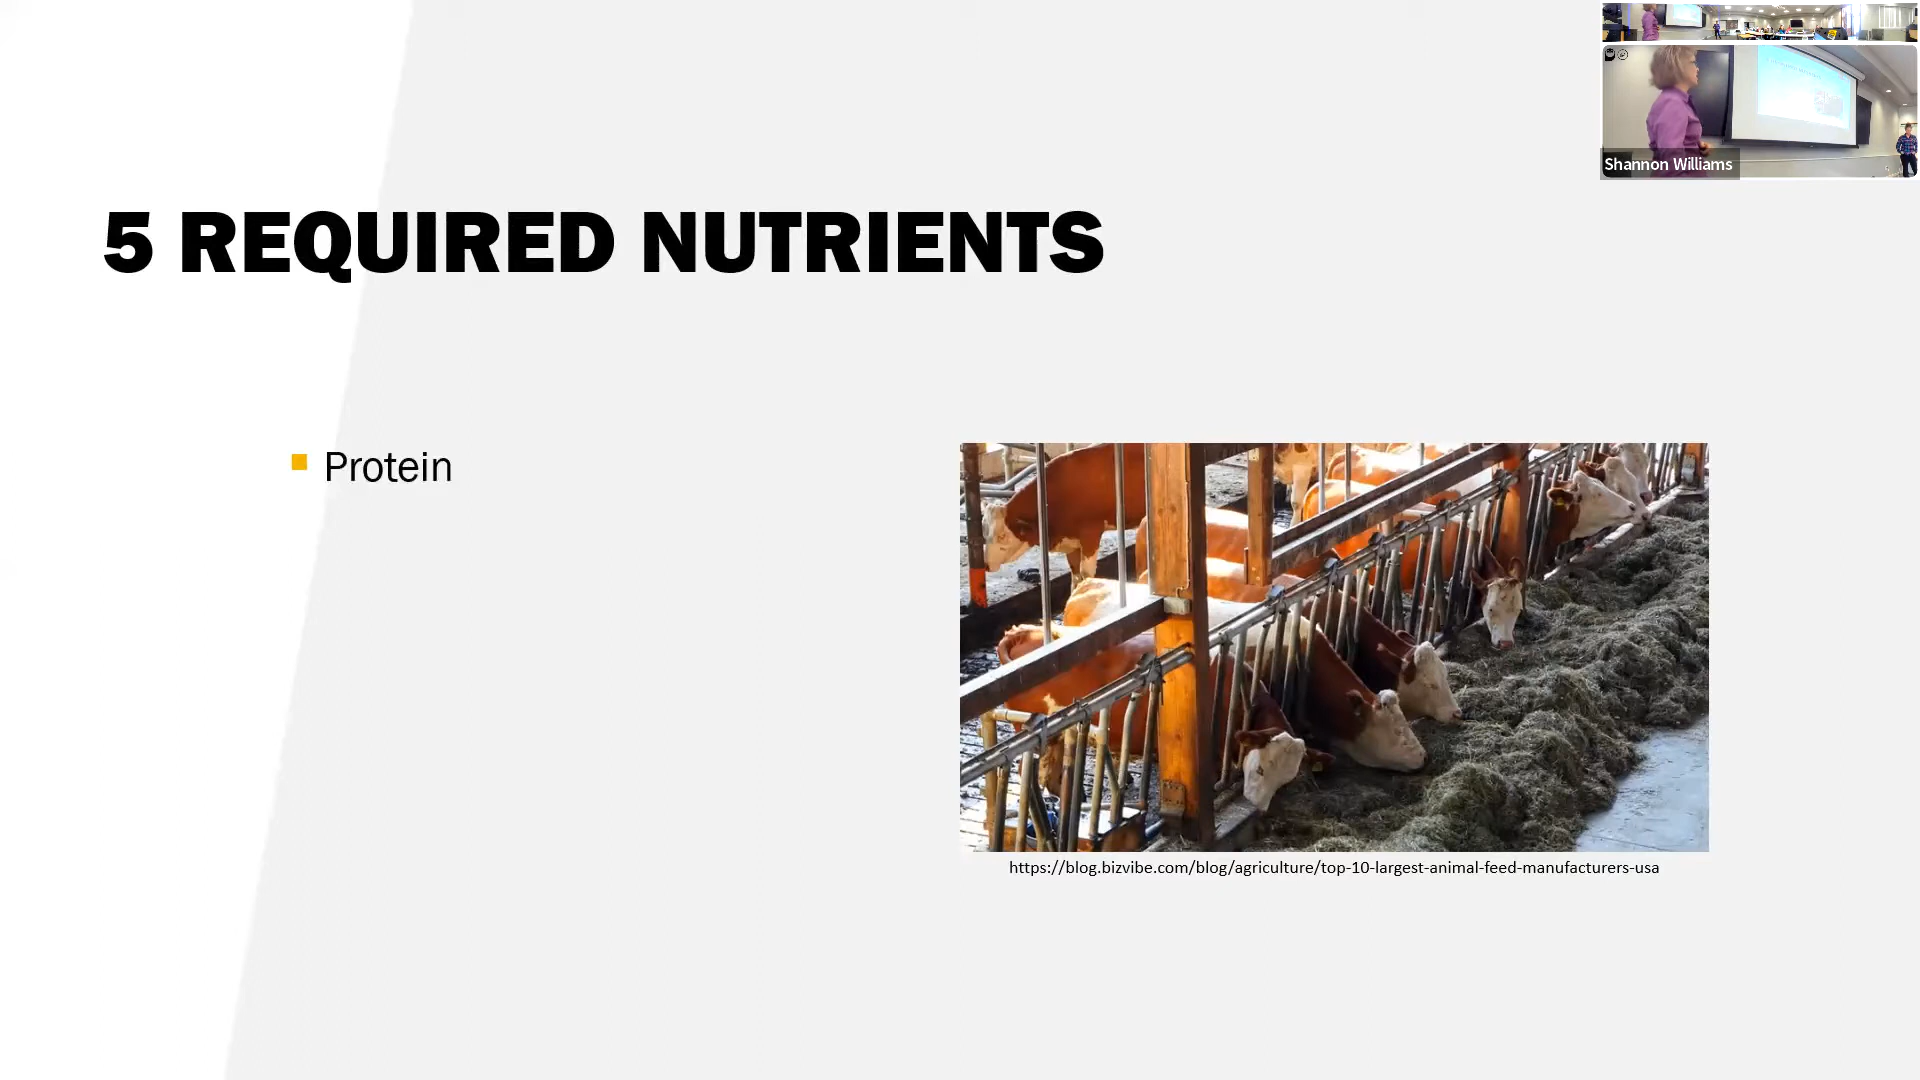 Shannon Williams
5 REQUIRED NUTRIENTS
Protein
https://blog.bizvibe.com/blog/agriculture/top-10-largest-animal-feed-manufacturers-usa